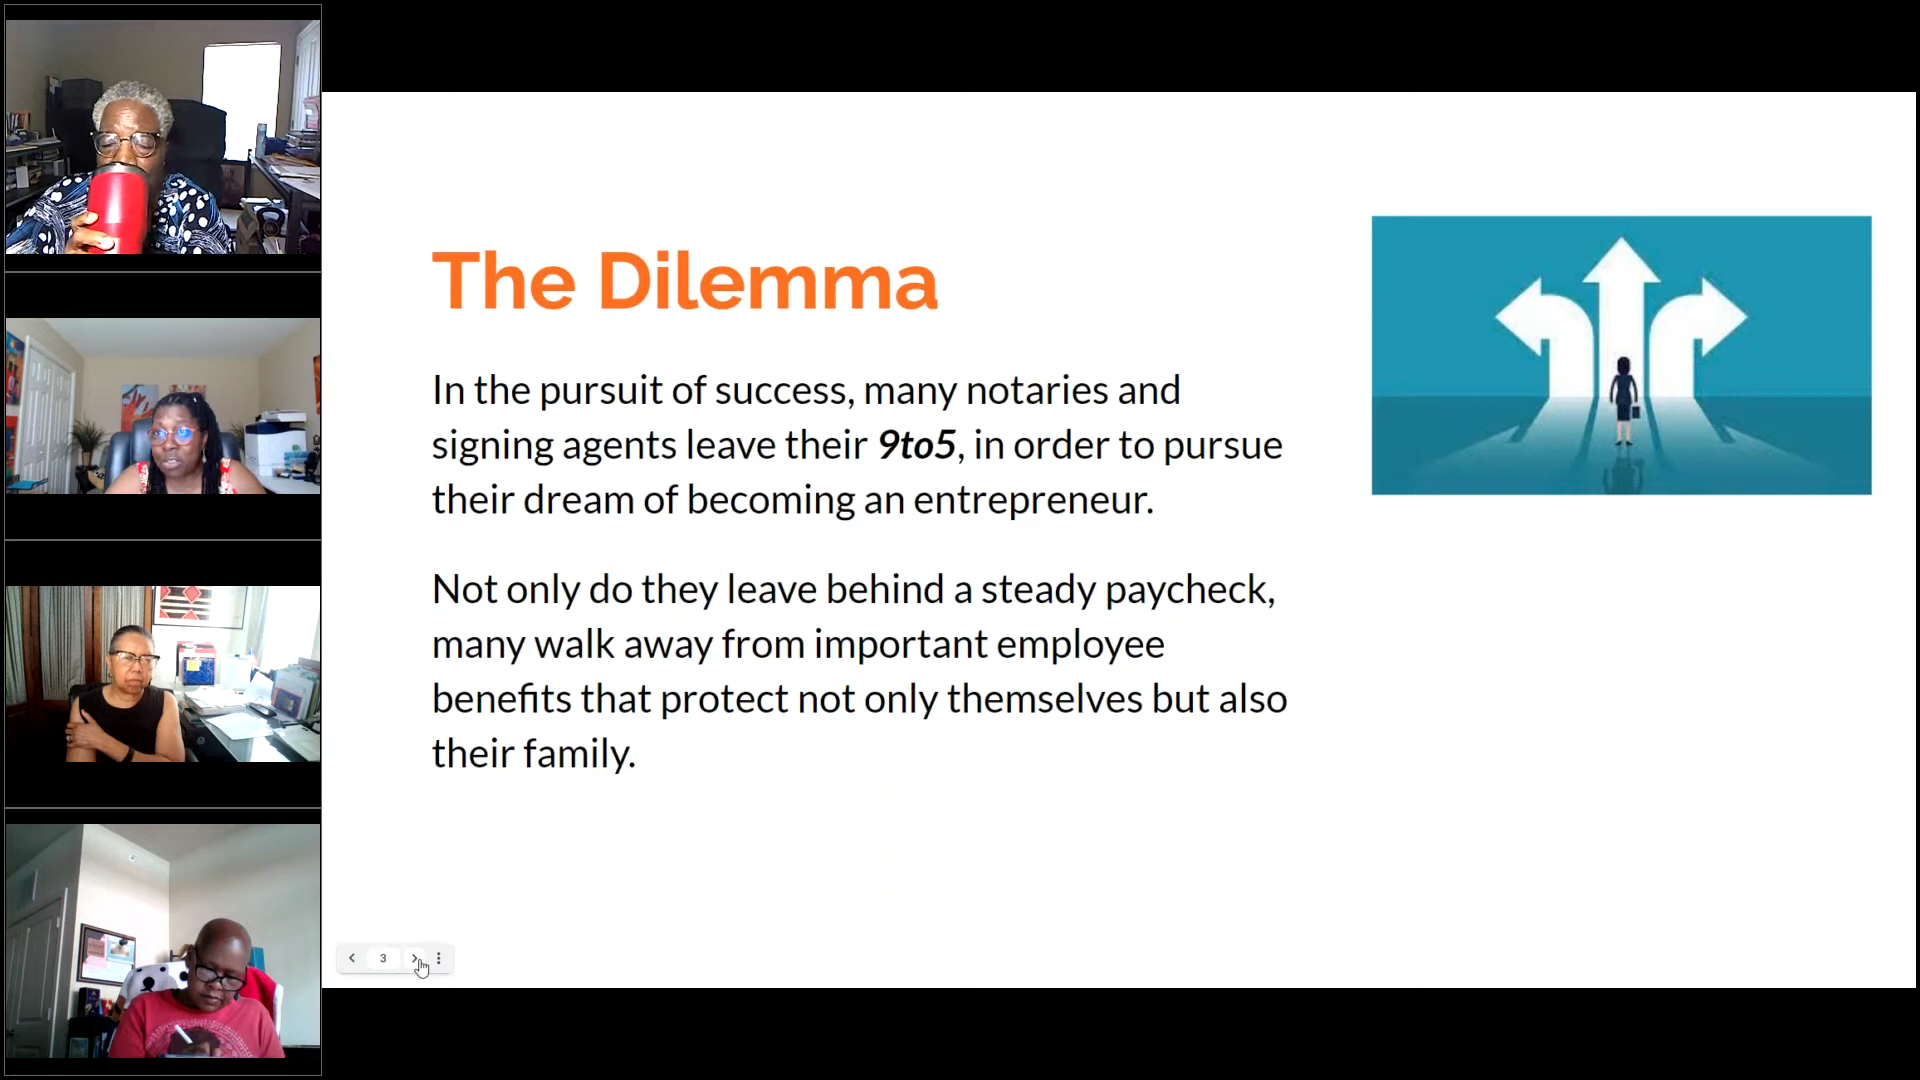 The Dilemma
In the pursuit of success, many notaries and
signing agents leave their 9to5, in order to pursue
their dream of becoming an entrepreneur.
Not only do they leave behind a steady paycheck,
many walk away from important employee
benefits that protect not only themselves but also
their family.
3